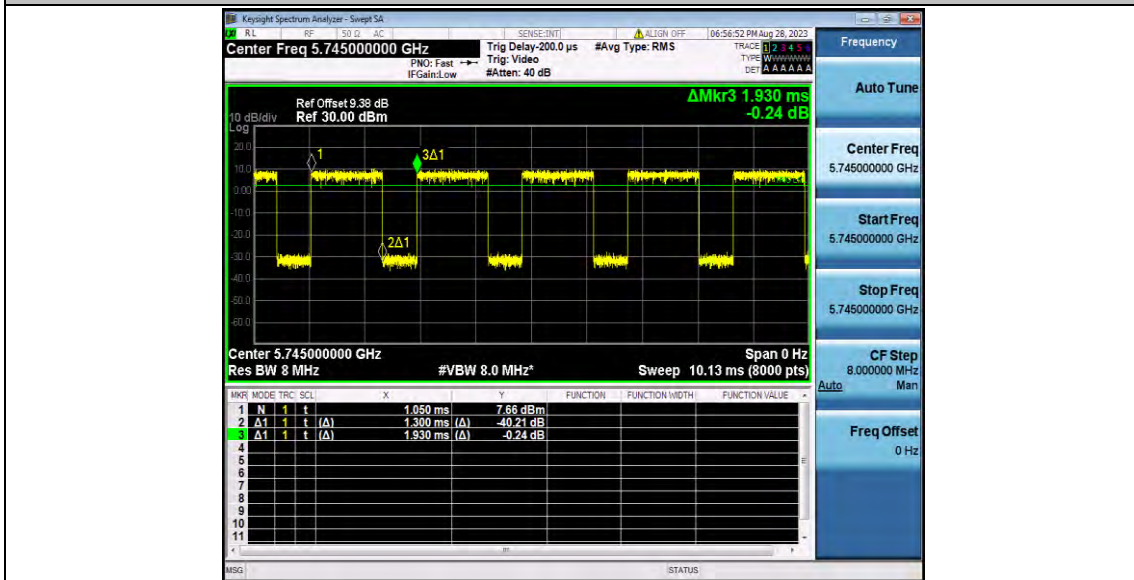 Keysight Spectrum Analyzer - Swept SA
RL RF 50 Ω AC SENSE:INT ALIGN OFF 06:56:52 PM Aug 28, 2023
Center Freq 5.745000000 GHz
PNO: Fast
IFGain:Low
Trig Delay-200.0 µs
Trig: Video
#Atten: 40 dB
#Avg Type: RMS
TRACE 1 2 3 4 5 6
TYPE W
DET A A A A A A
Frequency
Auto Tune
Center Freq
5.745000000 GHz
Start Freq
5.745000000 GHz
Stop Freq
5.745000000 GHz
CF Step
8.000000 MHz
Auto Man
Freq Offset
0 Hz
ΔMkr3 1.930 ms
-0.24 dB
Ref Offset 9.38 dB
10 dB/div Ref 30.00 dBm
Log
20.0
10.0
0.00
-10.0
-20.0
-30.0
-40.0
-50.0
-60.0
1
3Δ1
2Δ1
Center 5.745000000 GHz Span 0 Hz
Res BW 8 MHz #VBW 8.0 MHz* Sweep 10.13 ms (8000 pts)
MKR MODE TRC SCL X Y FUNCTION FUNCTION WIDTH FUNCTION VALUE
1 N 1 t 1.050 ms 7.66 dBm
2 Δ1 1 t (Δ) 1.300 ms (Δ) -40.21 dB
3 Δ1 1 t (Δ) 1.930 ms (Δ) -0.24 dB
4
5
6
7
8
9
10
11
MSG STATUS